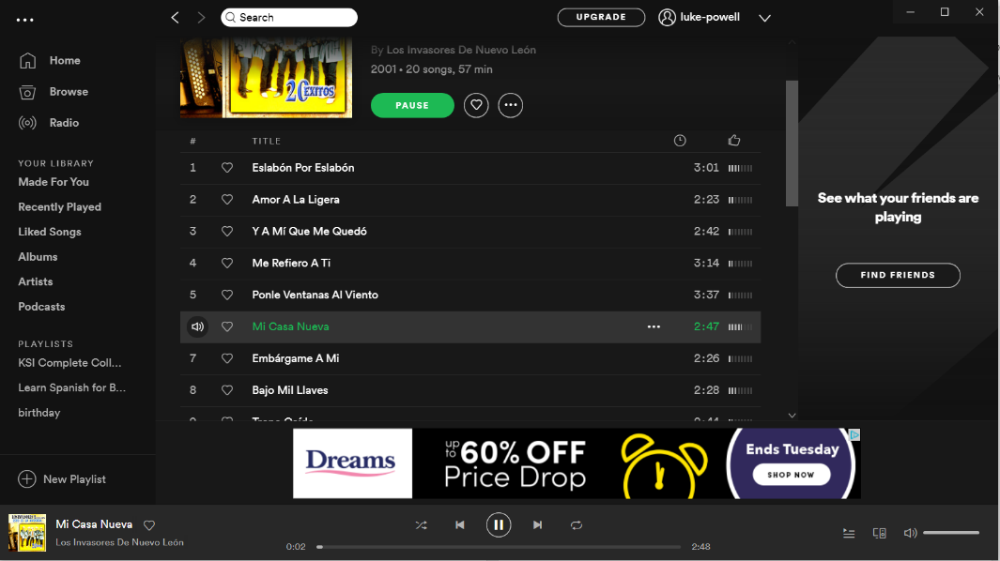 Search
UPGRADE
luke-powell
Home
Browse
Radio
YOUR LIBRARY
Made For You
Recently Played
Liked Songs
Albums
Artists
Podcasts
PLAYLISTS
KSI Complete Coll...
Learn Spanish for B...
birthday
New Playlist
20 EXITOS
By Los Invasores De Nuevo León
2001 • 20 songs, 57 min
PAUSE
# TITLE
1 Eslabón Por Eslabón 3:01
2 Amor A La Ligera 2:23
3 Y A Mí Que Me Quedó 2:42
4 Me Refiero A Ti 3:14
5 Ponle Ventanas Al Viento 3:37
Mi Casa Nueva 2:47
7 Embárgame A Mi 2:26
8 Bajo Mil Llaves 2:28
See what your friends are
playing
FIND FRIENDS
Dreams
up to 60% OFF
Price Drop
Ends Tuesday
SHOP NOW
Mi Casa Nueva
Los Invasores De Nuevo León
0:02
2:48